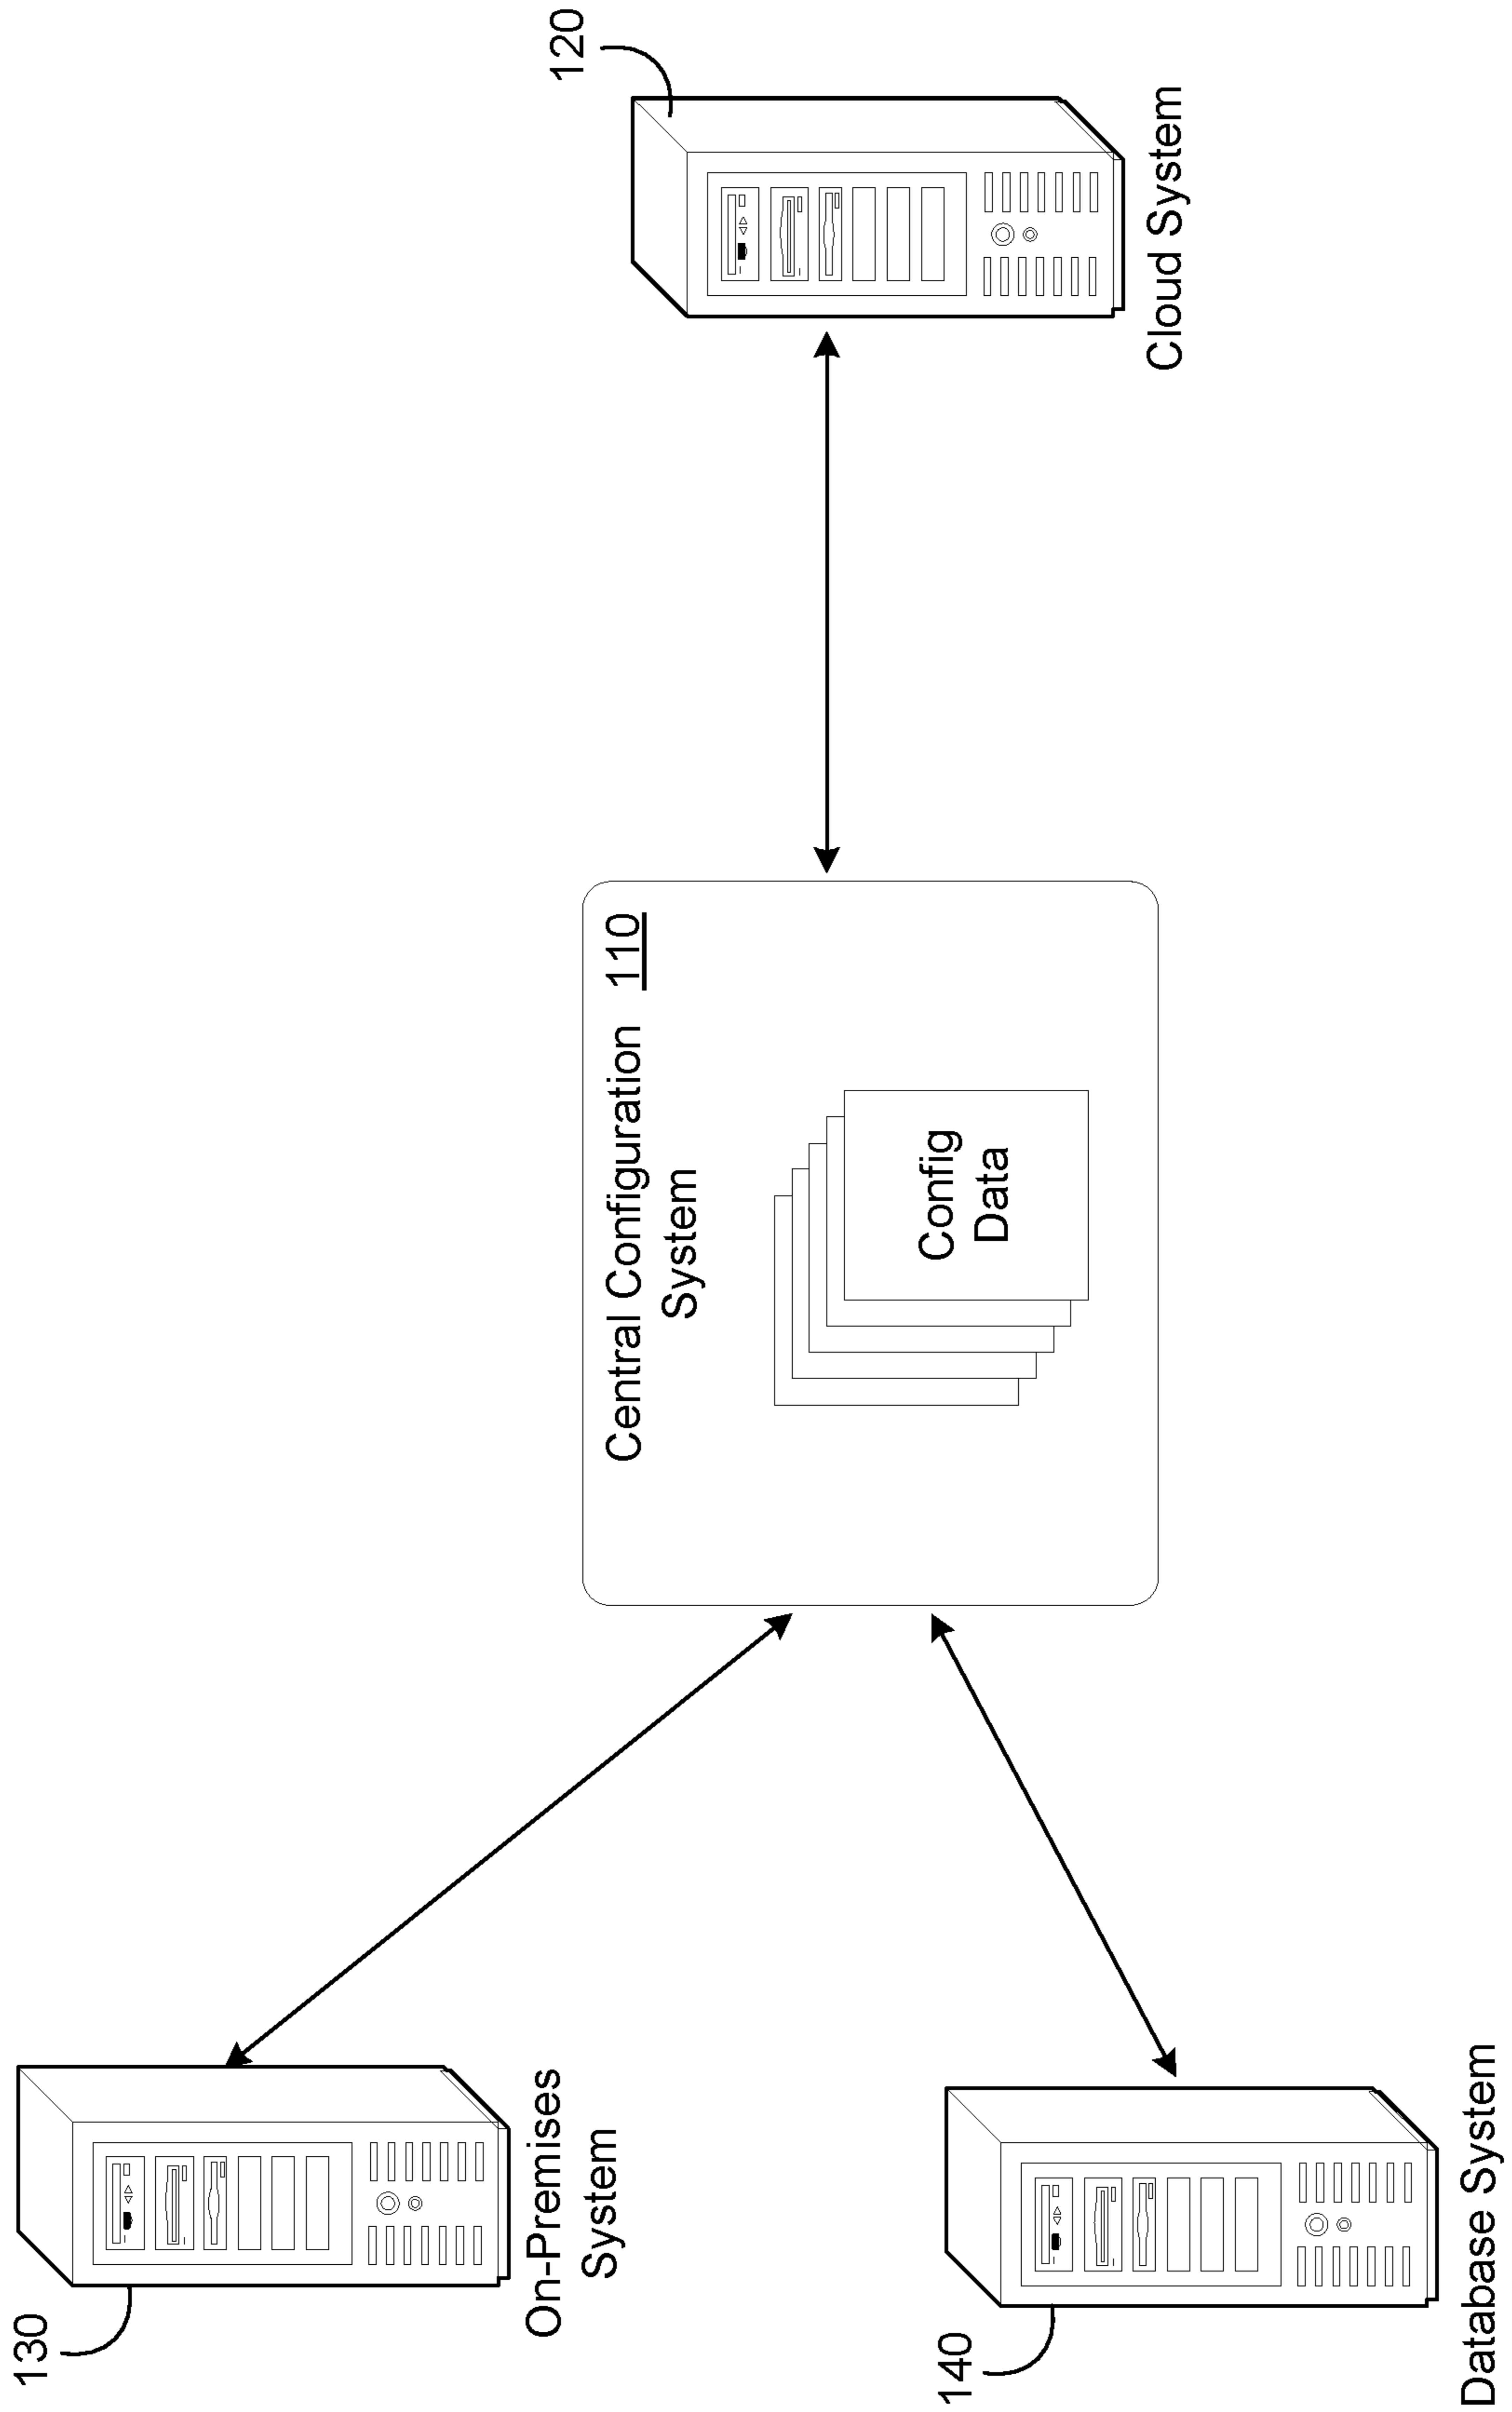 130
On-Premises
System
Central Configuration 110
System
Config
Data
120
Cloud System
140
Database System